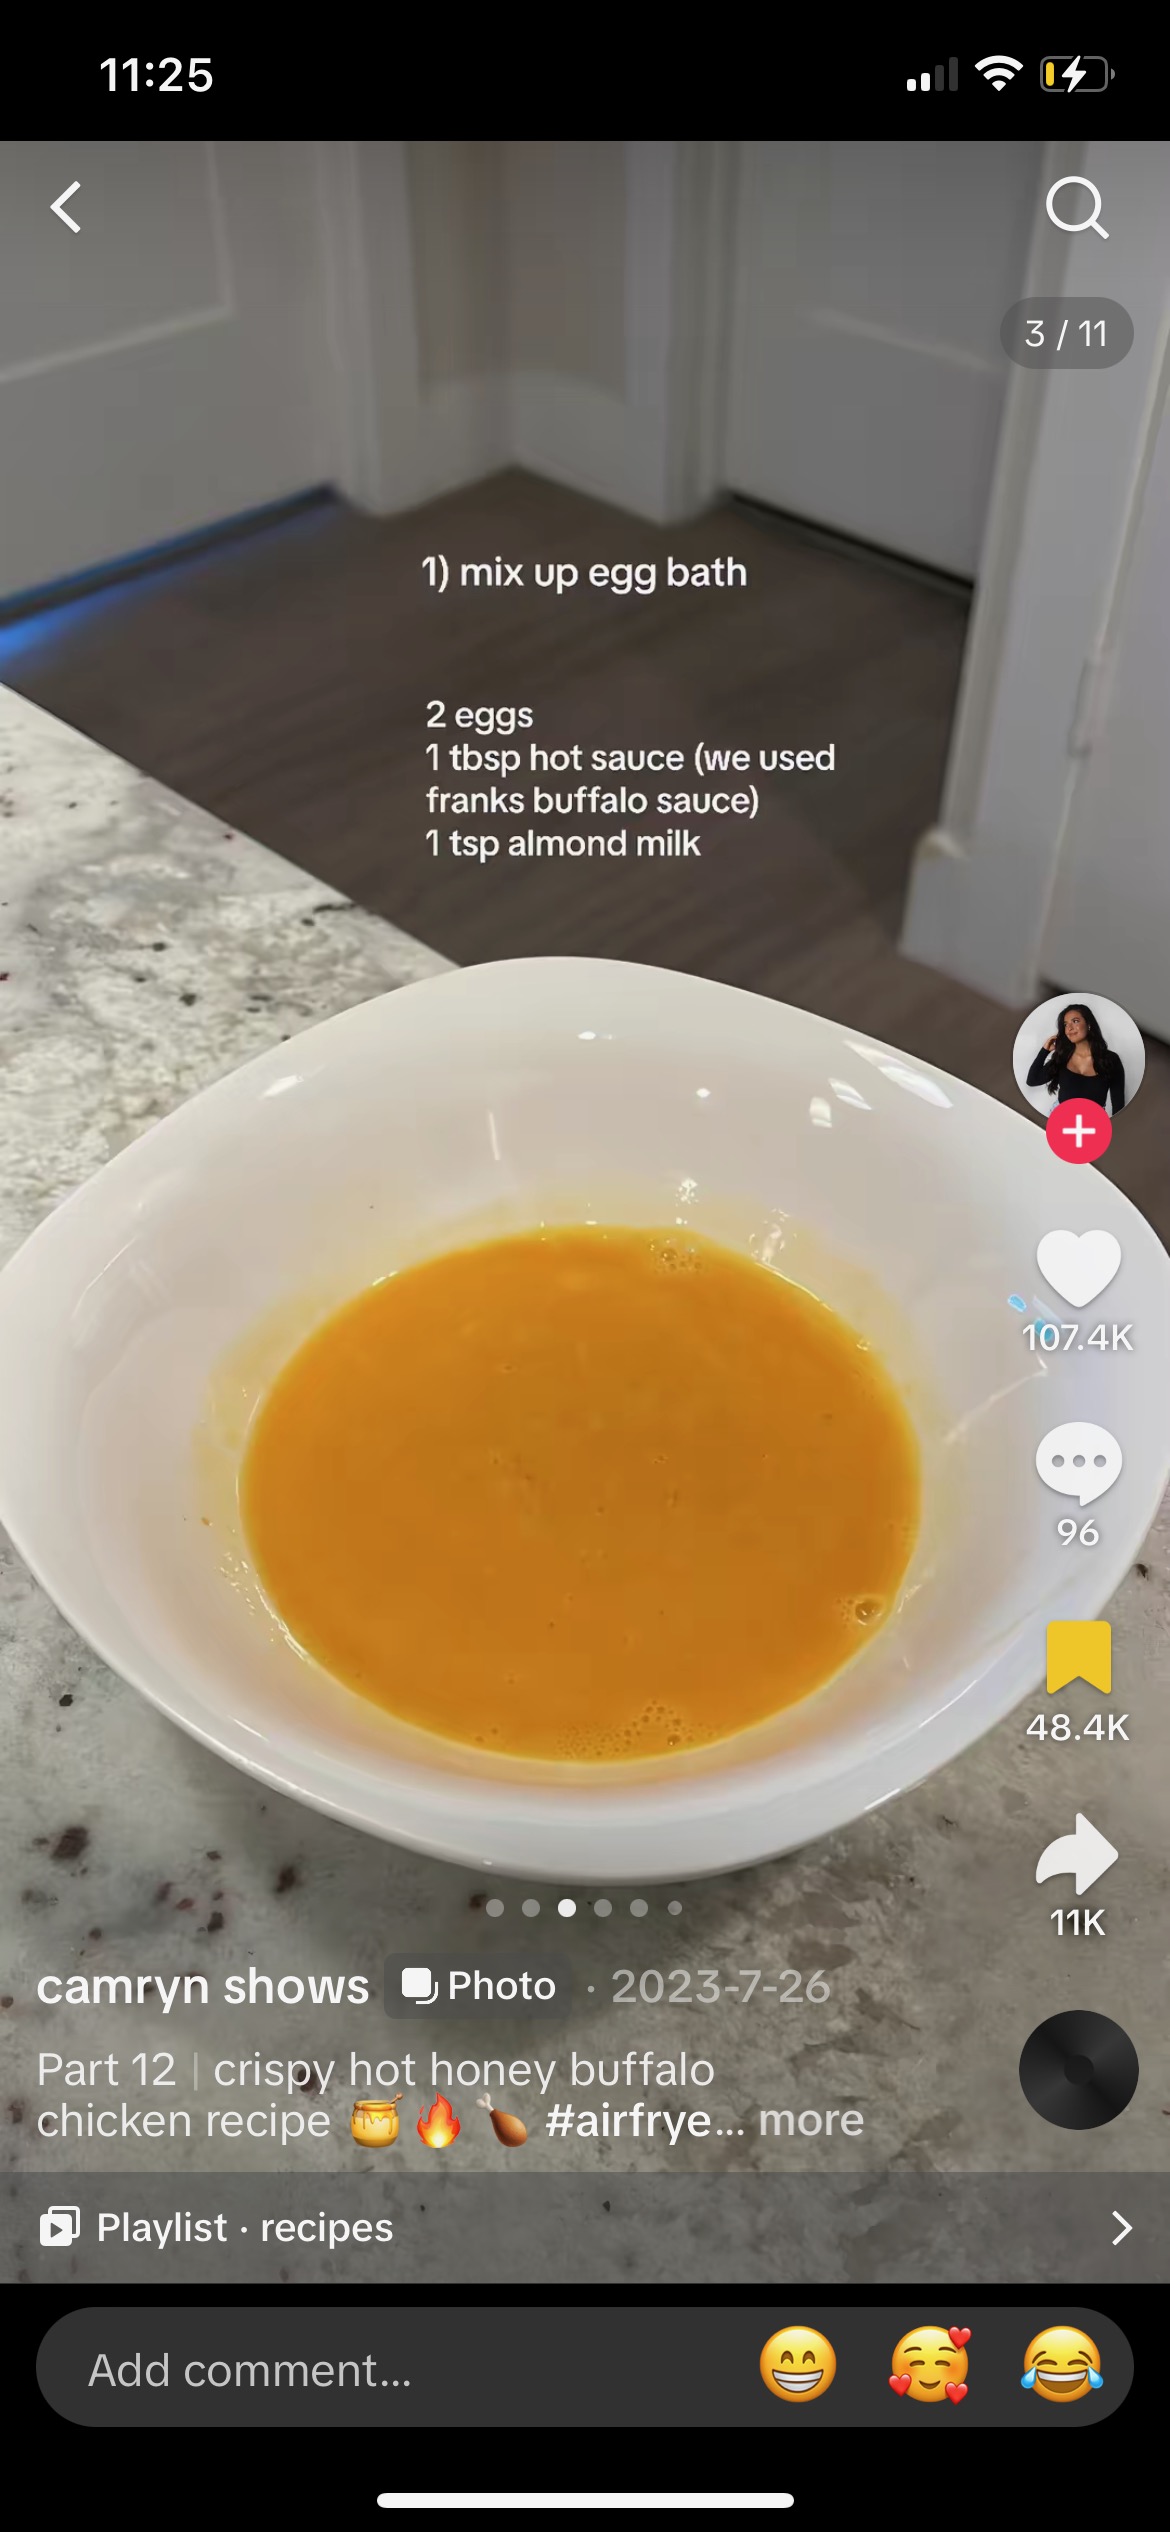 11:25
3 / 11
1) mix up egg bath
2 eggs
1 tbsp hot sauce (we used
franks buffalo sauce)
1 tsp almond milk
107.4K
96
48.4K
11K
camryn shows Photo · 2023-7-26
Part 12 | crispy hot honey buffalo
chicken recipe 🍯 🔥 🍗 #airfrye... more
Playlist · recipes
Add comment... 😁 🥰 😂